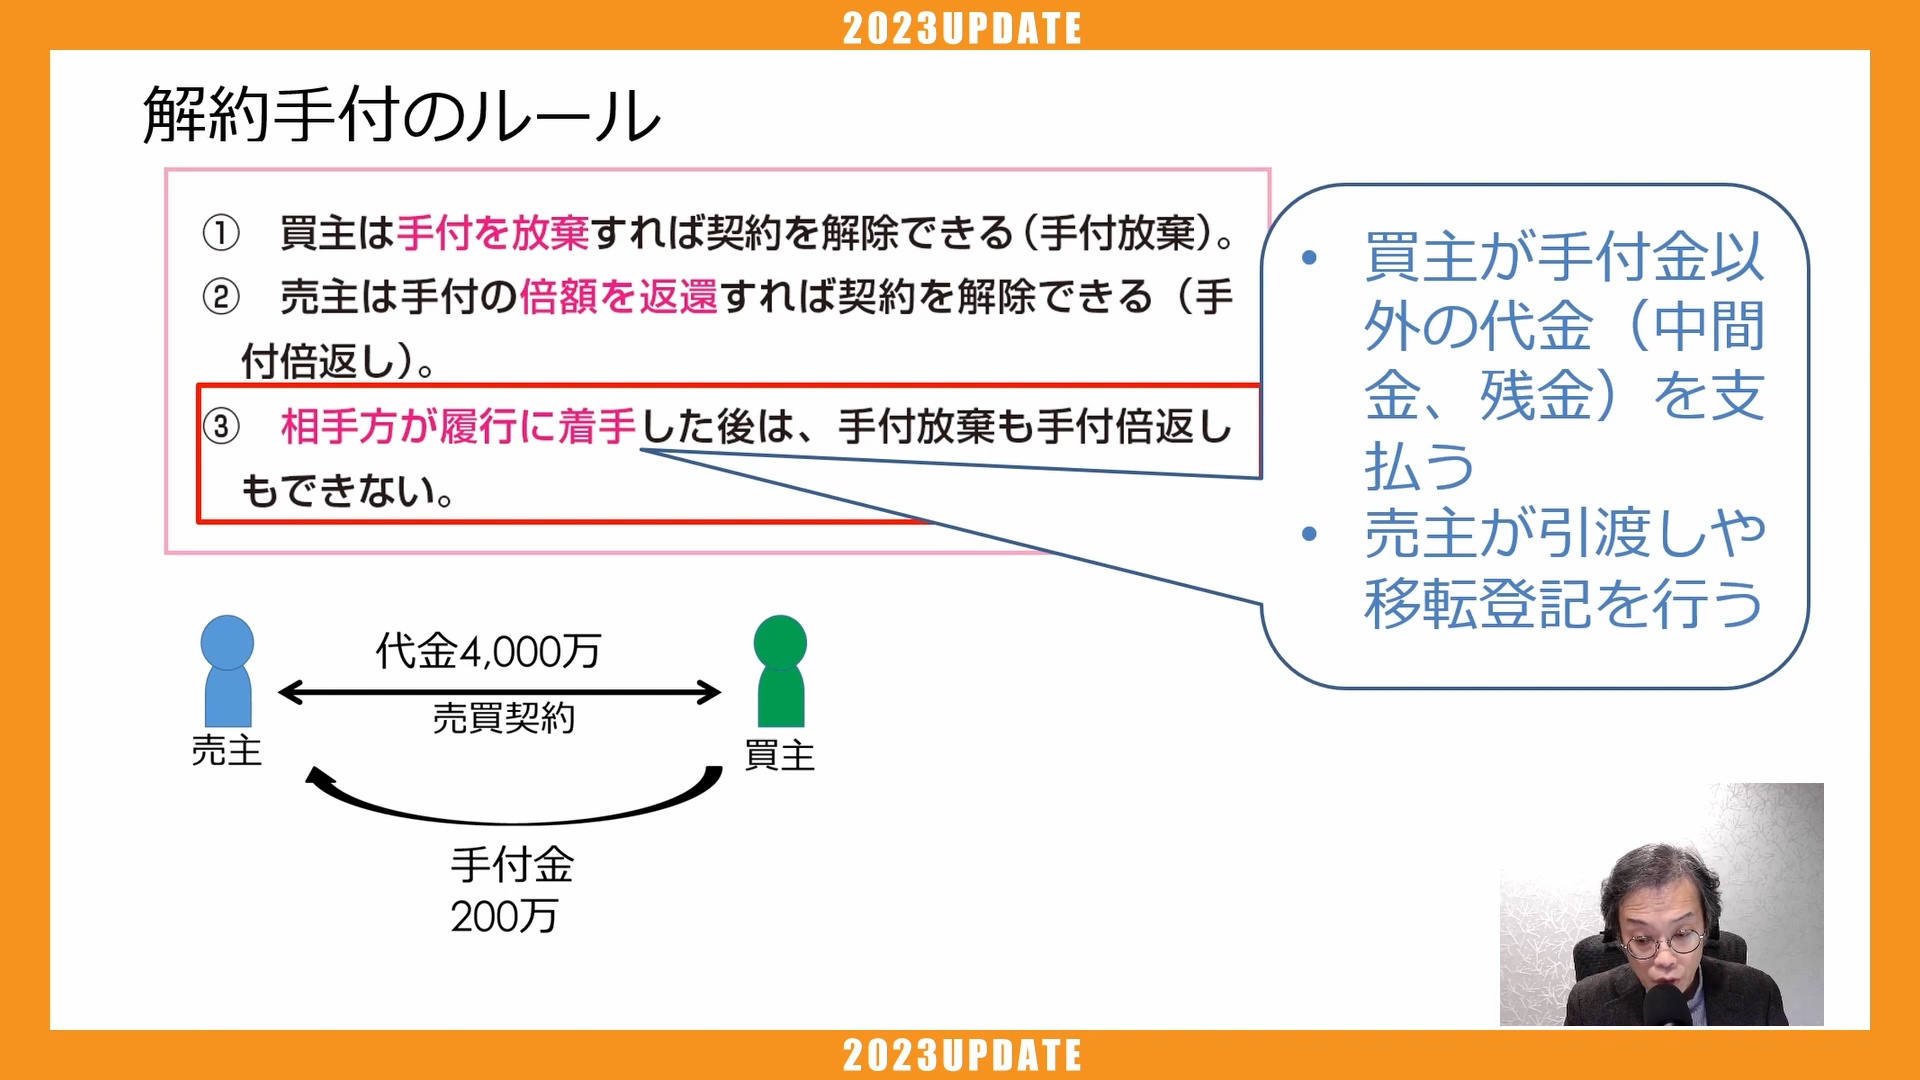 2023UPDATE
解約手付のルール
① 買主は手付を放棄すれば契約を解除できる（手付放棄）。
② 売主は手付の倍額を返還すれば契約を解除できる（手
付倍返し）。
③ 相手方が履行に着手した後は、手付放棄も手付倍返し
もできない。
• 買主が手付金以
外の代金（中間
金、残金）を支
払う
• 売主が引渡しや
移転登記を行う
代金4,000万
売買契約
売主
買主
手付金
200万
2023UPDATE